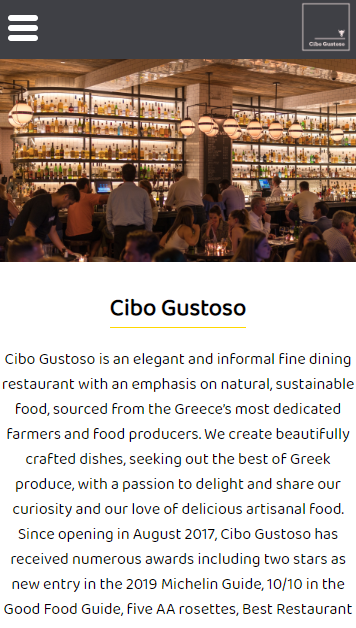 Cibo Gustoso
Cibo Gustoso
Cibo Gustoso is an elegant and informal fine dining
restaurant with an emphasis on natural, sustainable
food, sourced from the Greece's most dedicated
farmers and food producers. We create beautifully
crafted dishes, seeking out the best of Greek
produce, with a passion to delight and share our
curiosity and our love of delicious artisanal food.
Since opening in August 2017, Cibo Gustoso has
received numerous awards including two stars as
new entry in the 2019 Michelin Guide, 10/10 in the
Good Food Guide, five AA rosettes, Best Restaurant